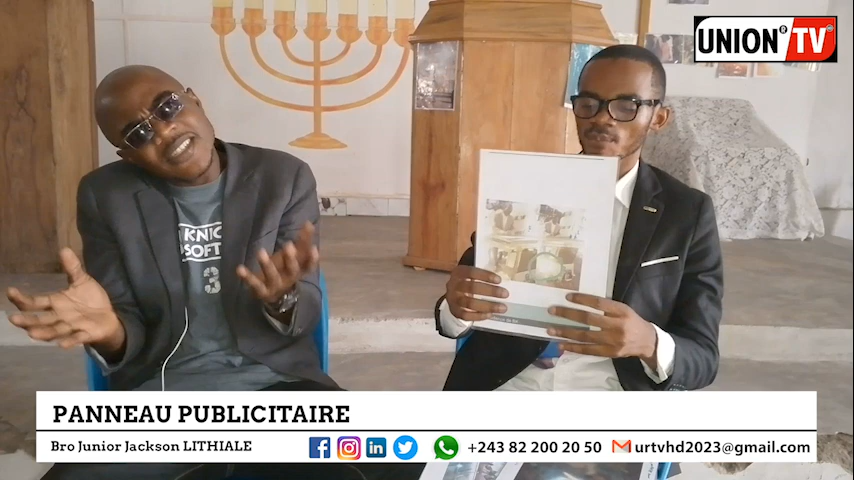 UNION TV
KNIC
SOFT
3
PANNEAU PUBLICITAIRE
Bro Junior Jackson LITHIALE
+243 82 200 20 50
urtvhd2023@gmail.com